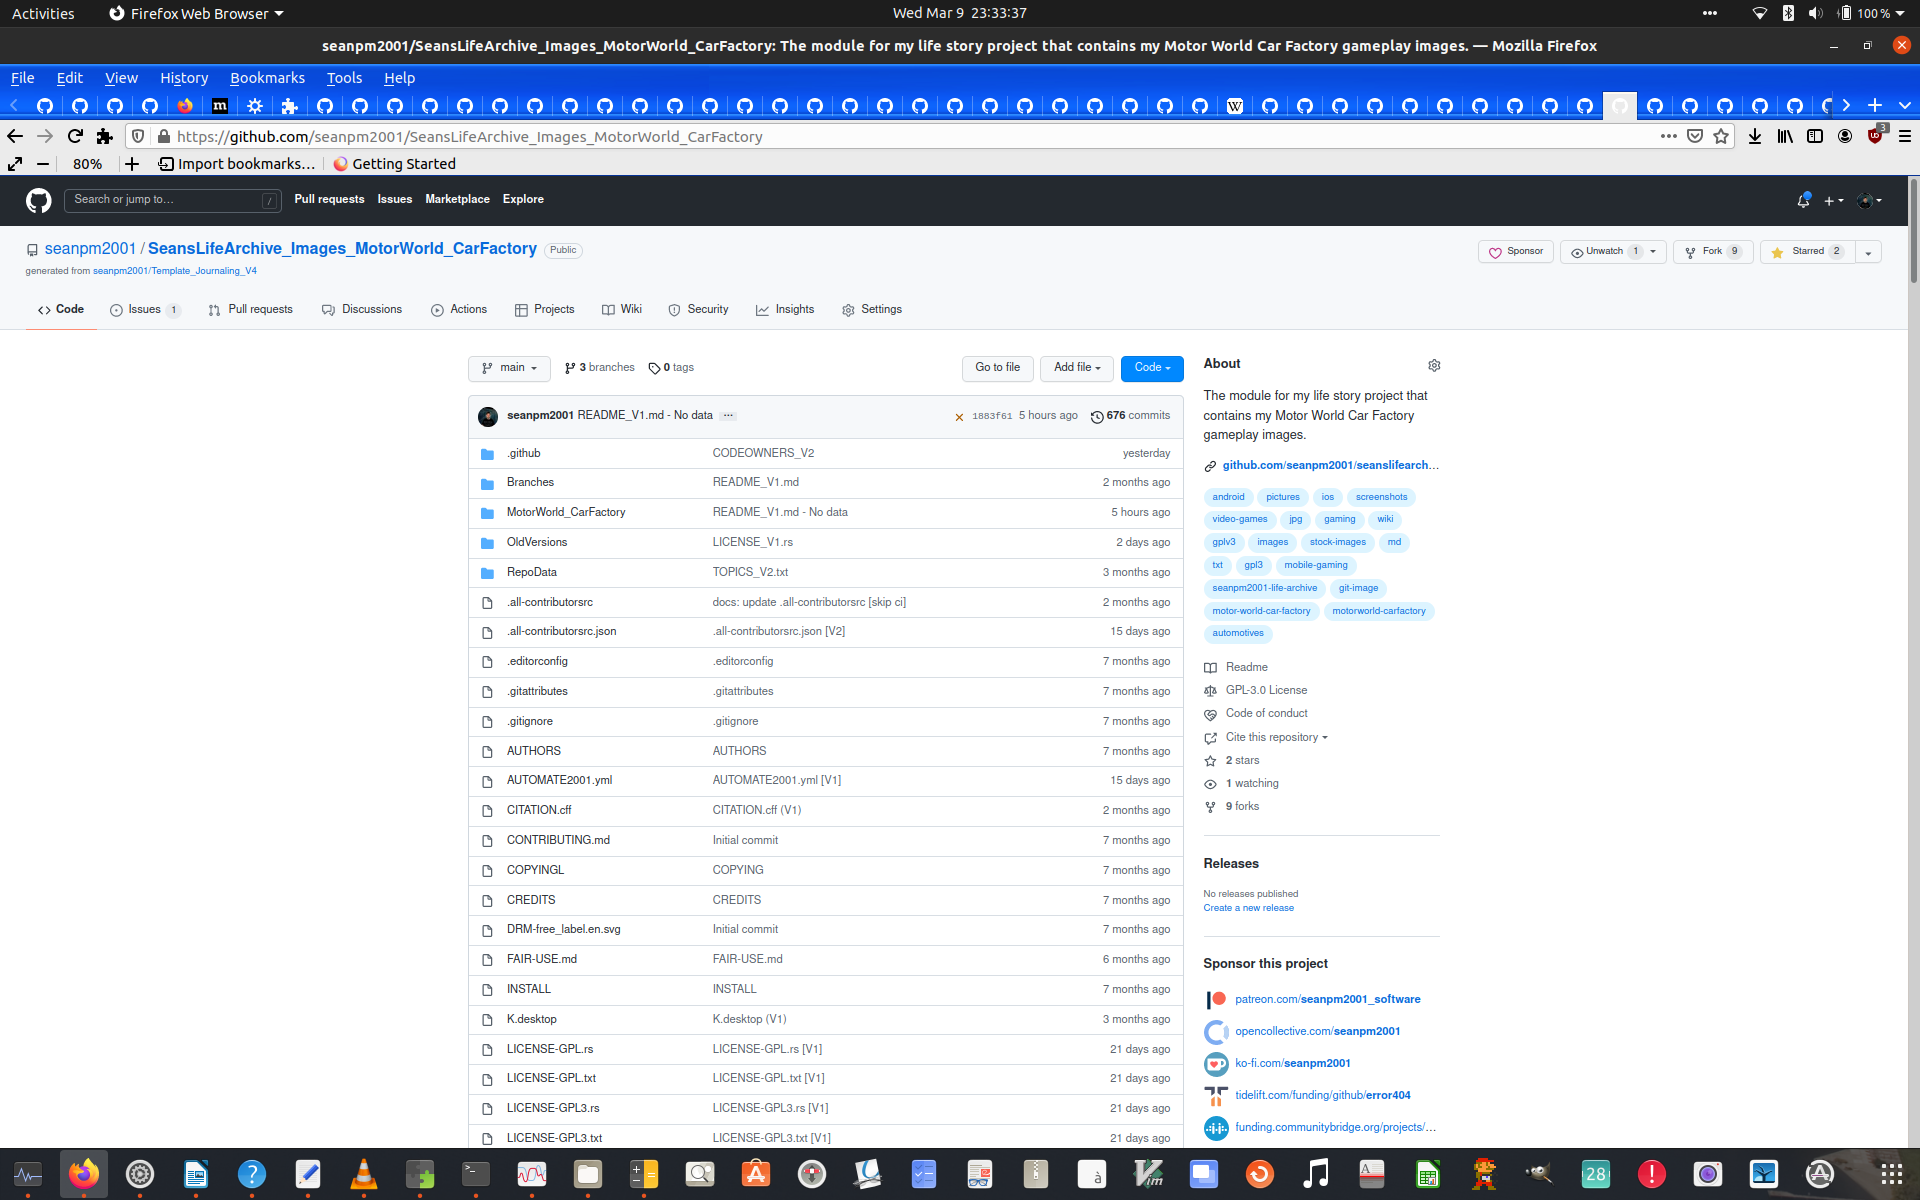 Activities
Firefox Web Browser
Wed Mar 9 23:33:37
100 %
seanpm2001/SeansLifeArchive_Images_MotorWorld_CarFactory: The module for my life story project that contains my Motor World Car Factory gameplay images. — Mozilla Firefox
File Edit View History Bookmarks Tools Help
https://github.com/seanpm2001/SeansLifeArchive_Images_MotorWorld_CarFactory
3
80% Import bookmarks... Getting Started
Search or jump to... / Pull requests Issues Marketplace Explore
seanpm2001 / SeansLifeArchive_Images_MotorWorld_CarFactory Public
Sponsor Unwatch 1 Fork 9 Starred 2
generated from seanpm2001/Template_Journaling_V4
Code Issues 1 Pull requests Discussions Actions Projects Wiki Security Insights Settings
main 3 branches 0 tags Go to file Add file Code
seanpm2001 README_V1.md - No data ... 1883f61 5 hours ago 676 commits
.github CODEOWNERS_V2 yesterday
Branches README_V1.md 2 months ago
MotorWorld_CarFactory README_V1.md - No data 5 hours ago
OldVersions LICENSE_V1.rs 2 days ago
RepoData TOPICS_V2.txt 3 months ago
.all-contributorsrc docs: update .all-contributorsrc [skip ci] 2 months ago
.all-contributorsrc.json .all-contributorsrc.json [V2] 15 days ago
.editorconfig .editorconfig 7 months ago
.gitattributes .gitattributes 7 months ago
.gitignore .gitignore 7 months ago
AUTHORS AUTHORS 7 months ago
AUTOMATE2001.yml AUTOMATE2001.yml [V1] 15 days ago
CITATION.cff CITATION.cff (V1) 2 months ago
CONTRIBUTING.md Initial commit 7 months ago
COPYINGL COPYING 7 months ago
CREDITS CREDITS 7 months ago
DRM-free_label.en.svg Initial commit 7 months ago
FAIR-USE.md FAIR-USE.md 6 months ago
INSTALL INSTALL 7 months ago
K.desktop K.desktop (V1) 3 months ago
LICENSE-GPL.rs LICENSE-GPL.rs [V1] 21 days ago
LICENSE-GPL.txt LICENSE-GPL.txt [V1] 21 days ago
LICENSE-GPL3.rs LICENSE-GPL3.rs [V1] 21 days ago
LICENSE-GPL3.txt LICENSE-GPL3.txt [V1] 21 days ago
About
The module for my life story project that
contains my Motor World Car Factory
gameplay images.
github.com/seanpm2001/seanslifearch...
android pictures ios screenshots
video-games jpg gaming wiki
gplv3 images stock-images md
txt gpl3 mobile-gaming
seanpm2001-life-archive git-image
motor-world-car-factory motorworld-carfactory
automotives
Readme
GPL-3.0 License
Code of conduct
Cite this repository
2 stars
1 watching
9 forks
Releases
No releases published
Create a new release
Sponsor this project
patreon.com/seanpm2001_software
opencollective.com/seanpm2001
ko-fi.com/seanpm2001
tidelift.com/funding/github/error404
funding.communitybridge.org/projects/...
28